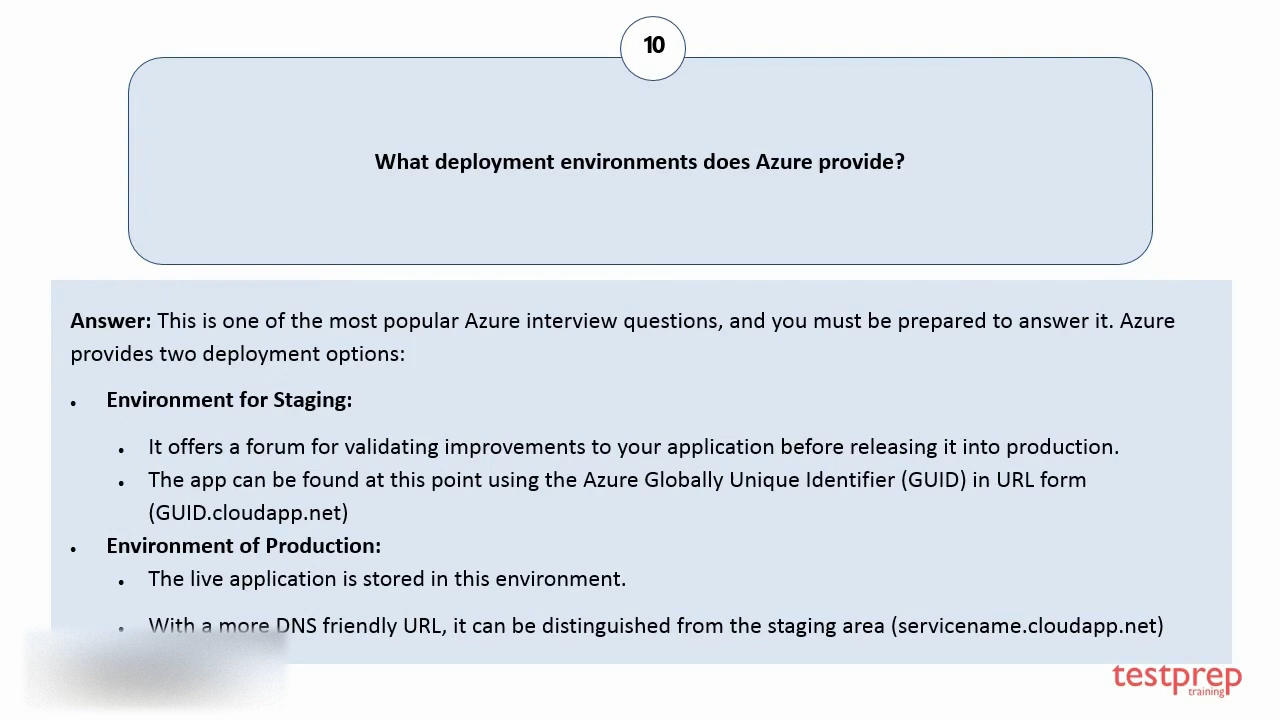 10
What deployment environments does Azure provide?
Answer: This is one of the most popular Azure interview questions, and you must be prepared to answer it. Azure
provides two deployment options:
• Environment for Staging:
• It offers a forum for validating improvements to your application before releasing it into production.
• The app can be found at this point using the Azure Globally Unique Identifier (GUID) in URL form
(GUID.cloudapp.net)
• Environment of Production:
• The live application is stored in this environment.
• With a more DNS friendly URL, it can be distinguished from the staging area (servicename.cloudapp.net)
testprep
training